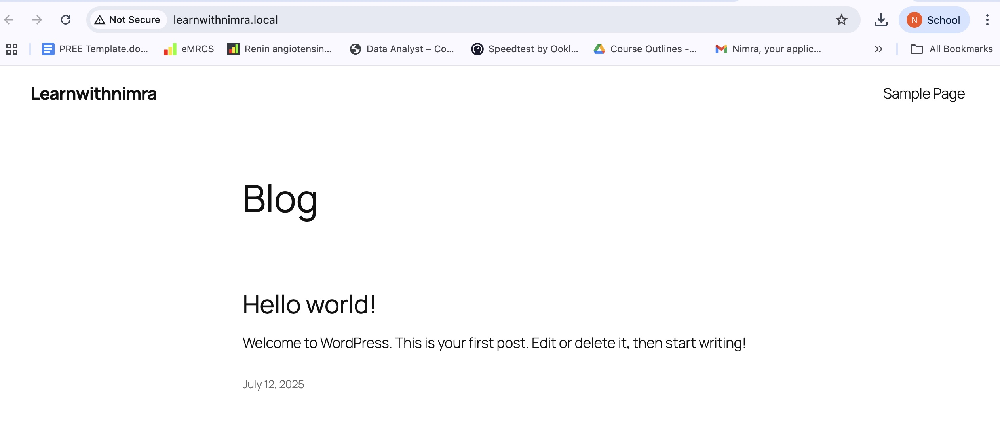 Not Secure learnwithnimra.local N School
PREE Template.do... eMRCS Renin angiotensin... Data Analyst – Co... Speedtest by Ookl... Course Outlines -... Nimra, your applic... All Bookmarks
Learnwithnimra Sample Page
Blog
Hello world!
Welcome to WordPress. This is your first post. Edit or delete it, then start writing!
July 12, 2025